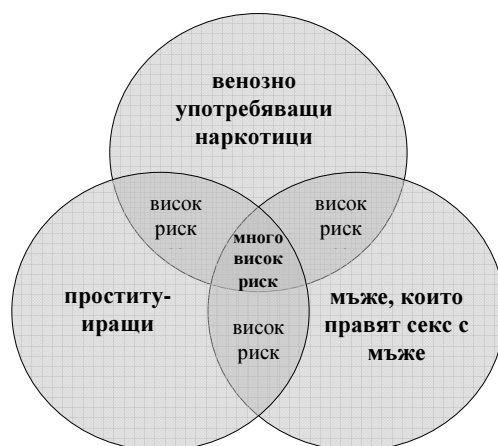 венозно
употребяващи
наркотици
висок
риск
висок
риск
много
висок
риск
проститу-
иращи
мъже, които
правят секс с
мъже
висок
риск